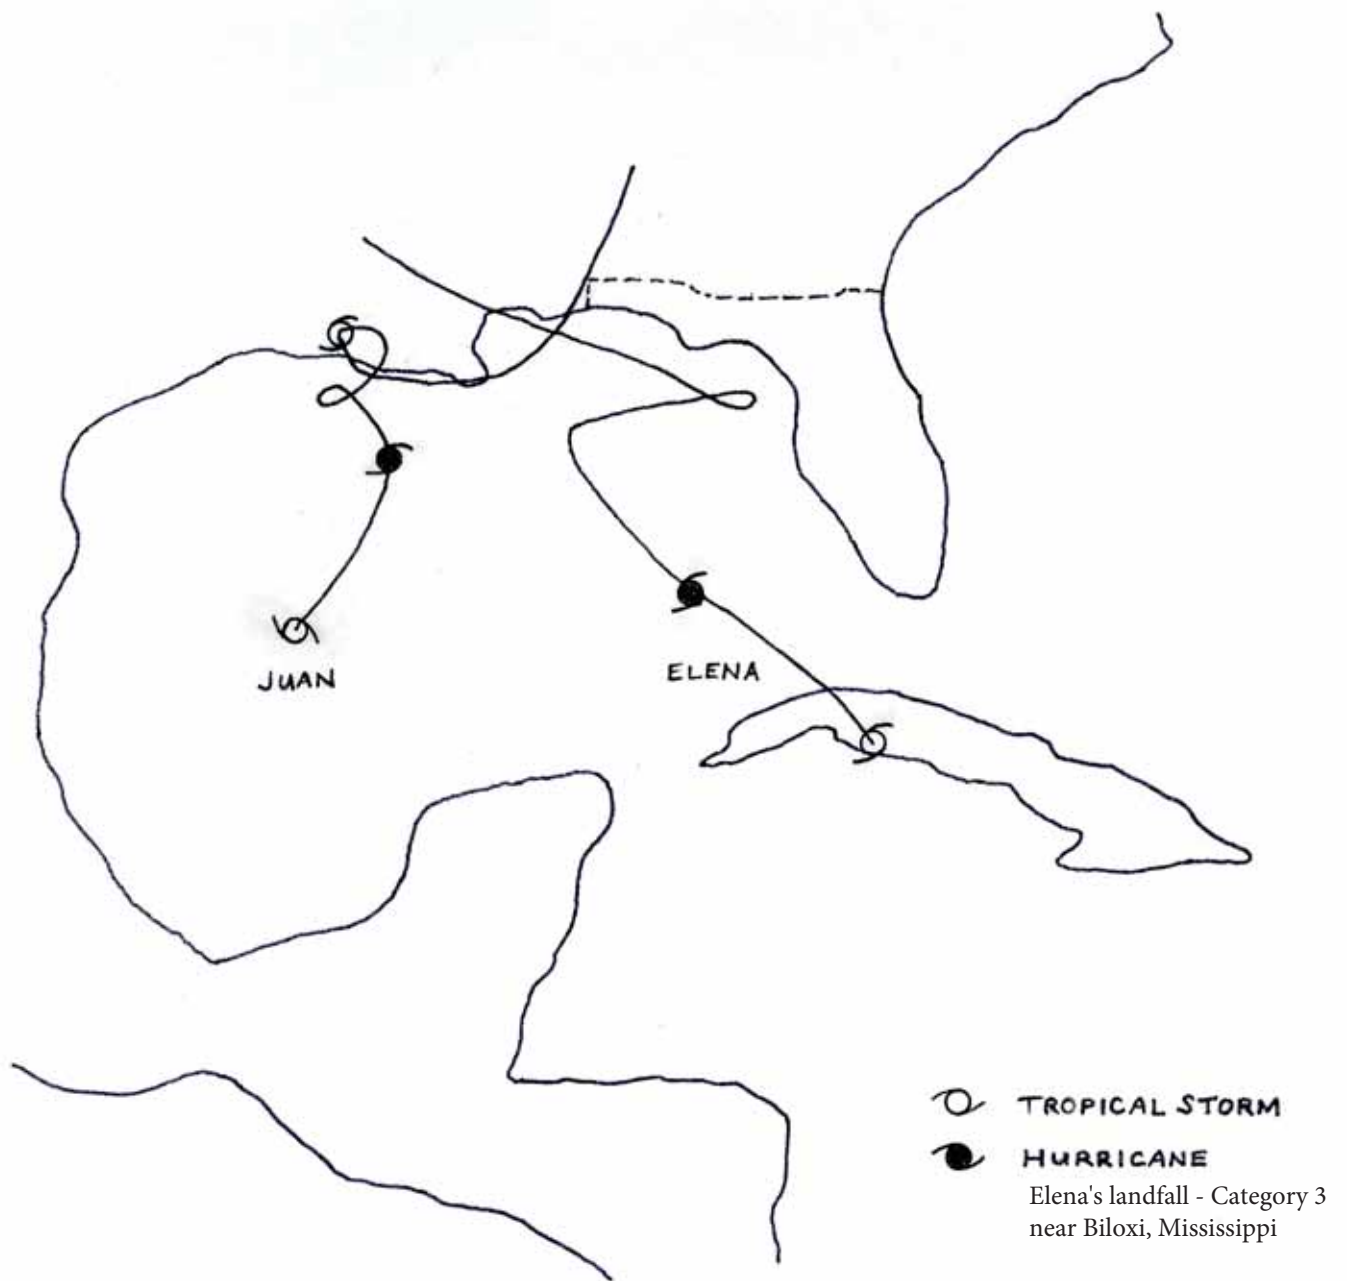 JUAN
ELENA
TROPICAL STORM
HURRICANE
Elena's landfall - Category 3
near Biloxi, Mississippi